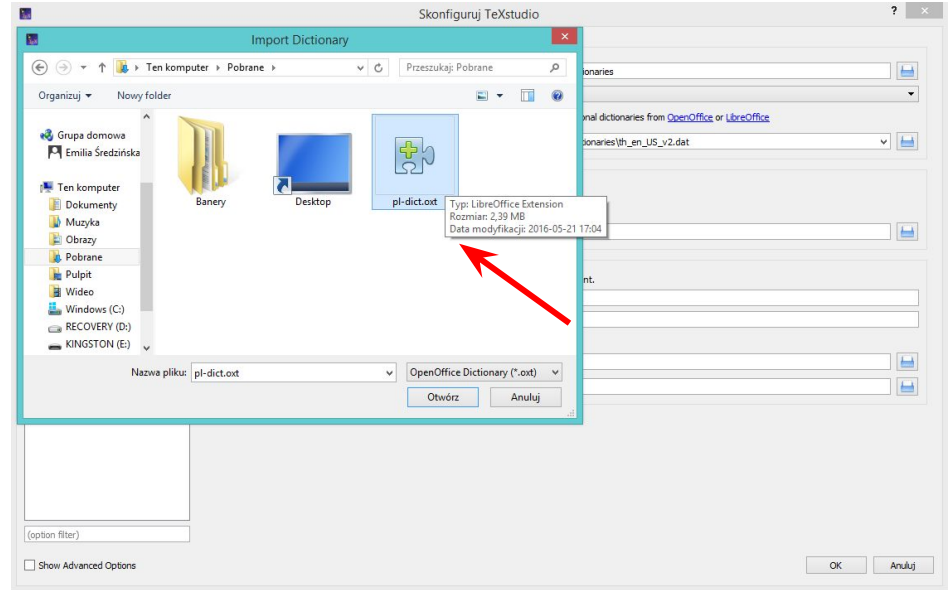 Skonfiguruj TeXstudio
?
Import Dictionary
Ten komputer
Pobrane
Przeszukaj: Pobrane
Organizuj
Nowy folder
Grupa domowa
Emilia Średzińska
Ten komputer
Dokumenty
Muzyka
Obrazy
Pobrane
Pulpit
Wideo
Windows (C:)
RECOVERY (D:)
KINGSTON (E:)
Banery
Desktop
pl-dict.oxt
Typ: LibreOffice Extension
Rozmiar: 2,39 MB
Data modyfikacji: 2016-05-21 17:04
Nazwa pliku:
pl-dict.oxt
OpenOffice Dictionary (*.oxt)
Otwórz
Anuluj
ionaries
onal dictionaries from OpenOffice or LibreOffice
tionaries\th_en_US_v2.dat
nt.
(option filter)
Show Advanced Options
OK
Anuluj